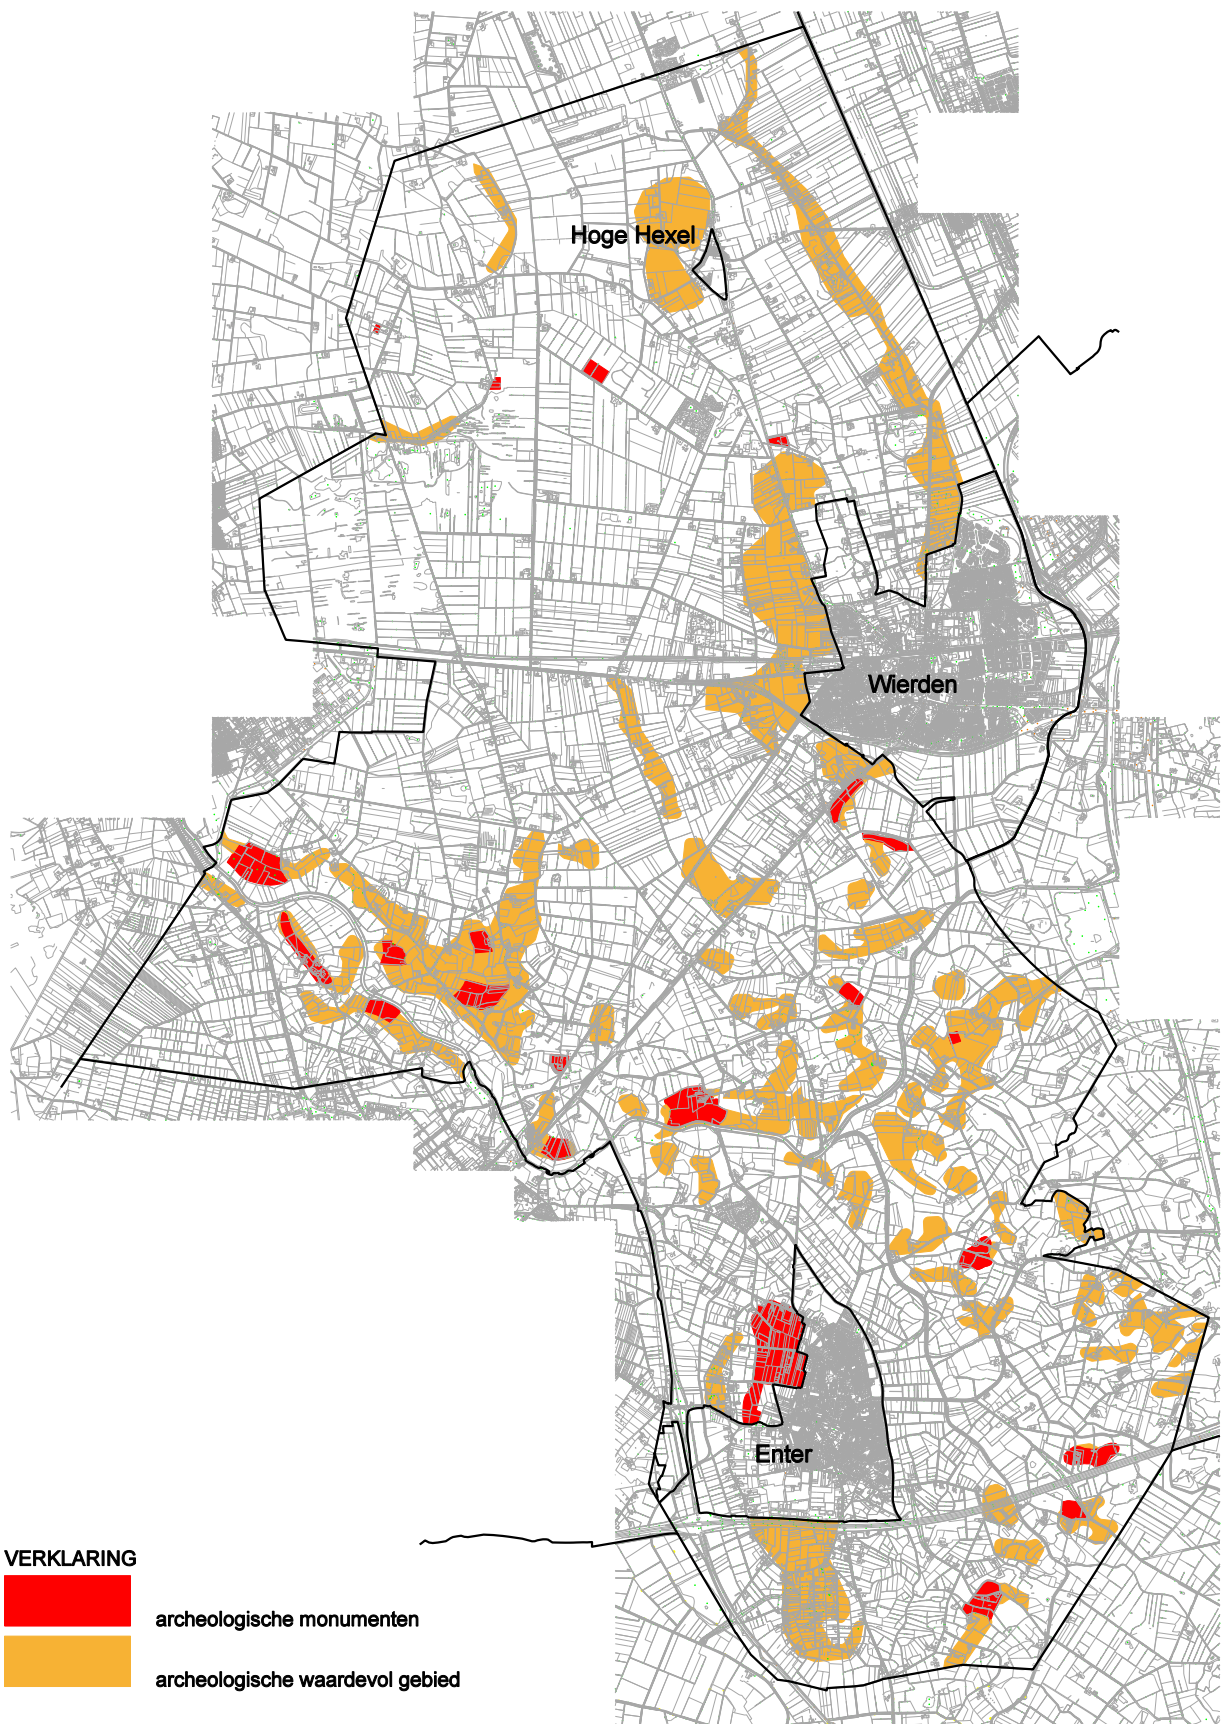 Hoge Hexel
Wierden
Enter
VERKLARING
archeologische monumenten
archeologische waardevol gebied